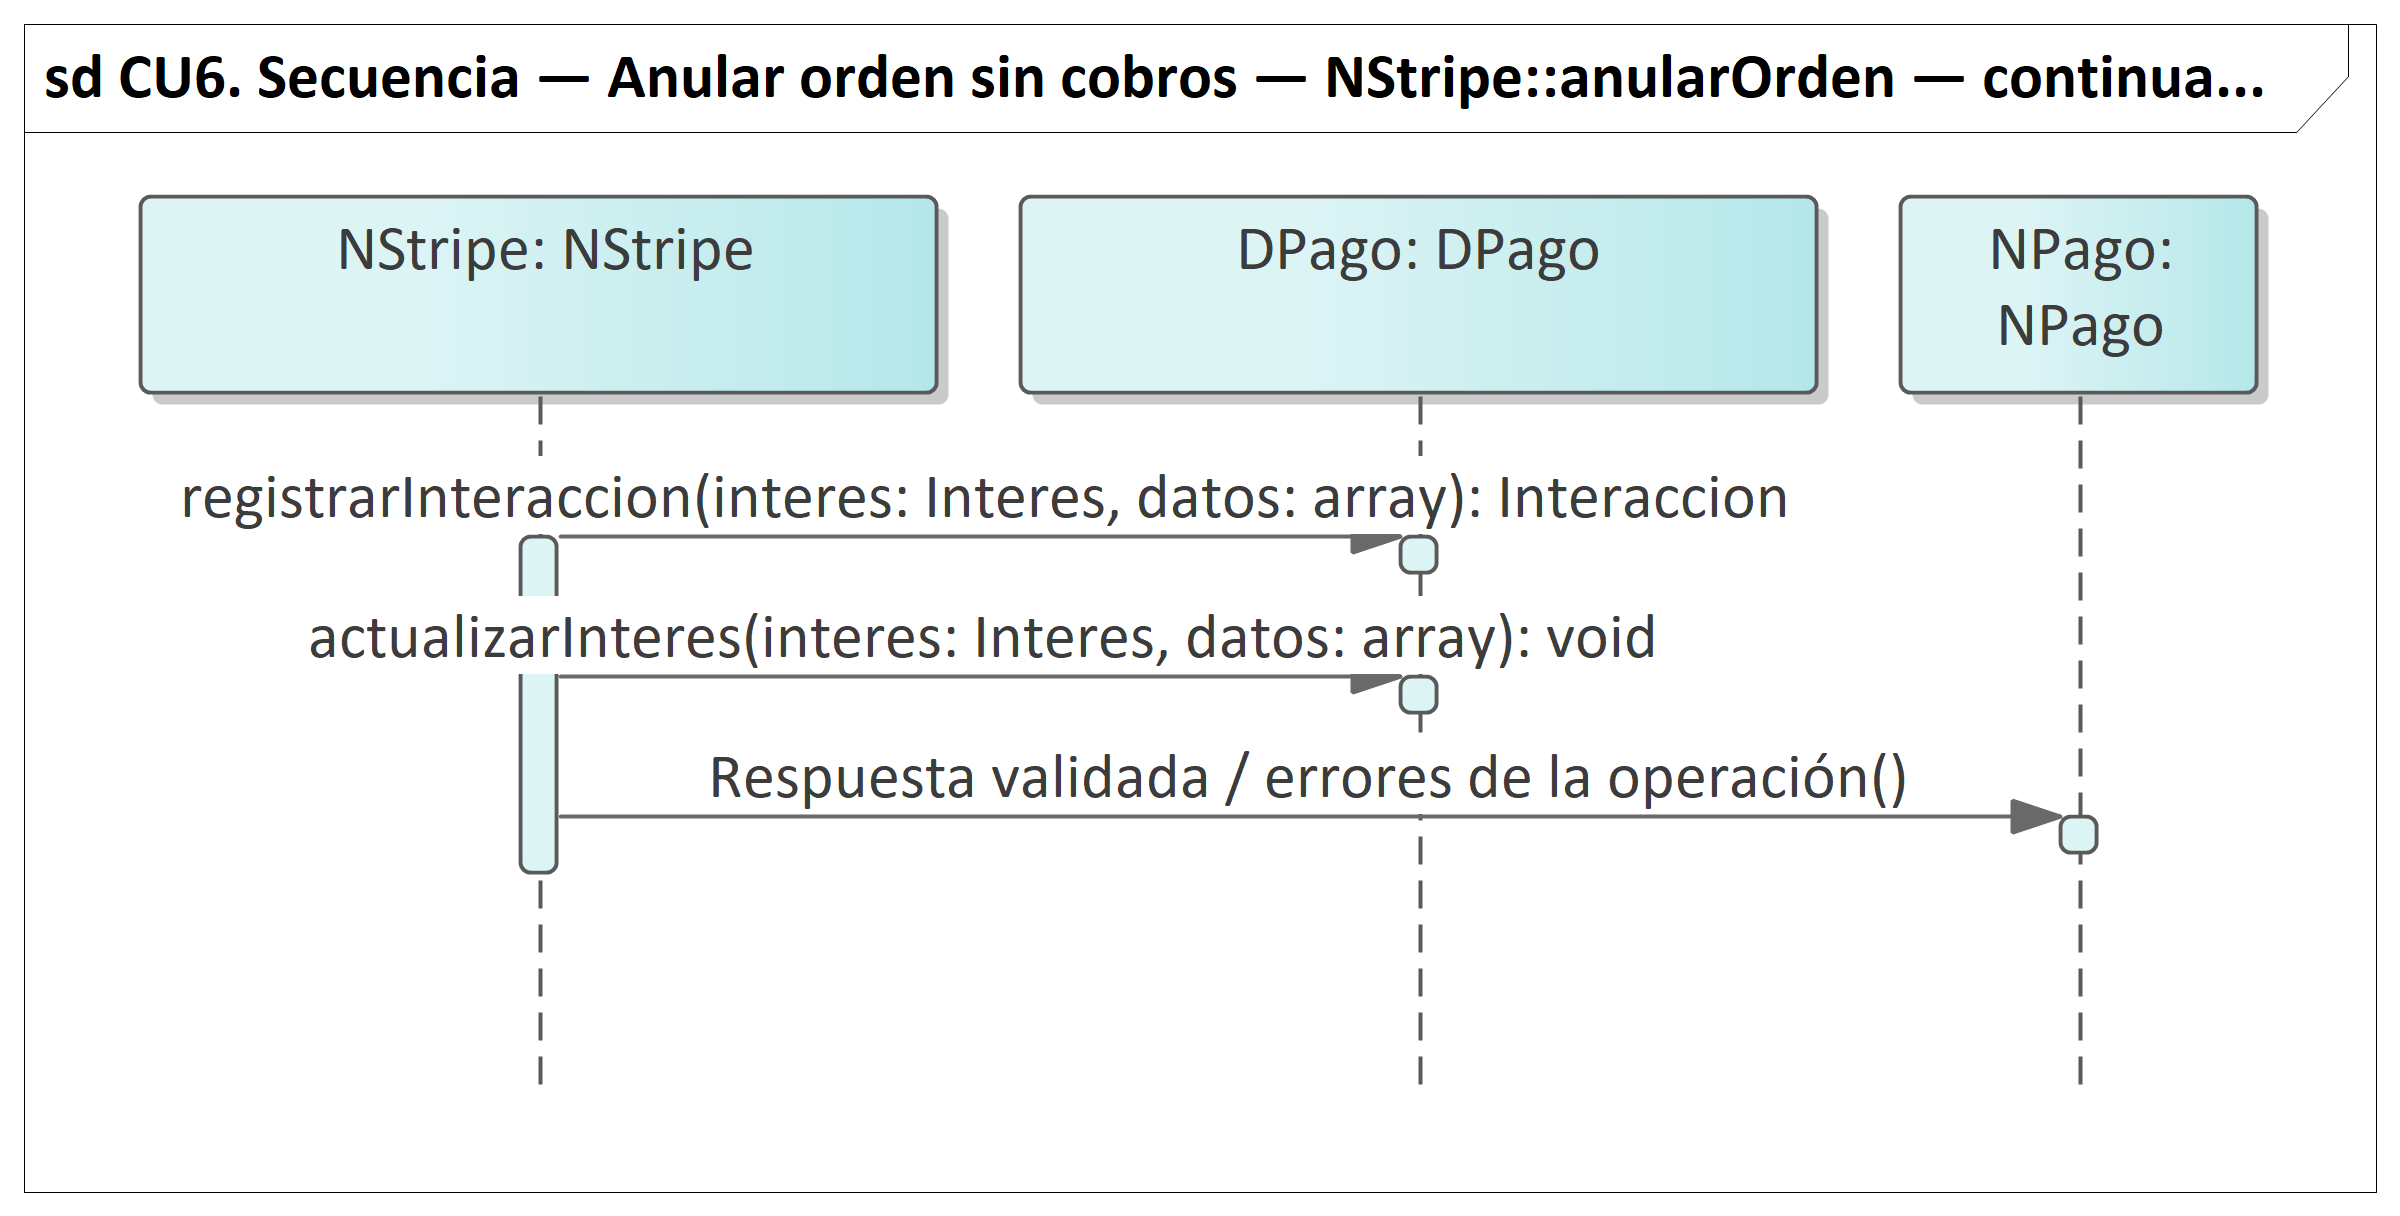 sd CU6. Secuencia — Anular orden sin cobros — NStripe::anularOrden — continua...
NStripe: NStripe
DPago: DPago
NPago:
NPago
registrarInteraccion(interes: Interes, datos: array): Interaccion
actualizarInteres(interes: Interes, datos: array): void
Respuesta validada / errores de la operación()